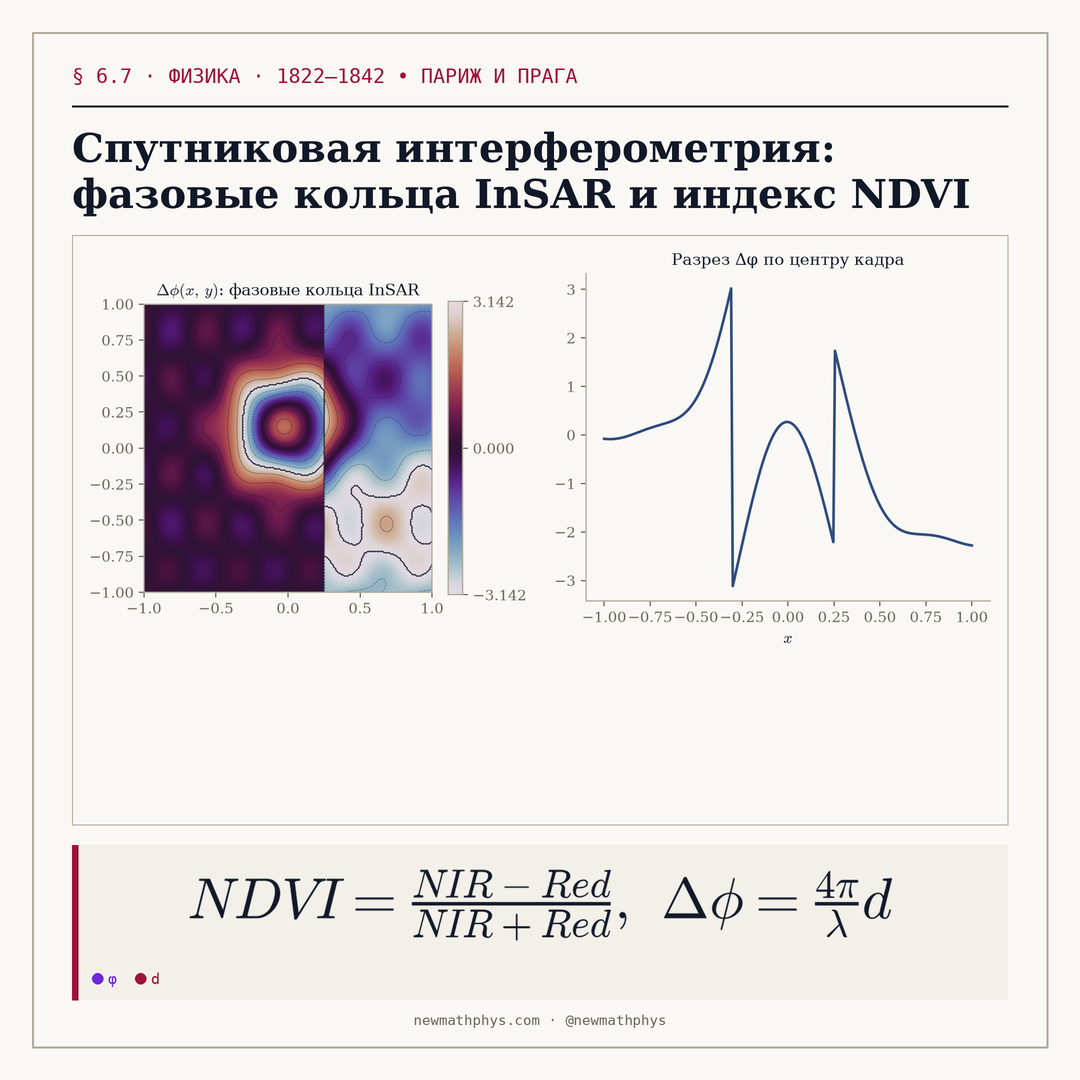 § 6.7 · ФИЗИКА · 1822—1842 • ПАРИЖ И ПРАГА
Спутниковая интерферометрия:
фазовые кольца InSAR и индекс NDVI
Δϕ(x, y): фазовые кольца InSAR
1.00
0.75
0.50
0.25
0.00
−0.25
−0.50
−0.75
−1.00
−1.0 −0.5 0.0 0.5 1.0
3.142
0.000
−3.142
Разрез Δφ по центру кадра
3
2
1
0
−1
−2
−3
−1.00 −0.75 −0.50 −0.25 0.00 0.25 0.50 0.75 1.00
x
NDVI = (NIR − Red)/(NIR + Red), Δϕ = (4π/λ)d
φ d
newmathphys.com · @newmathphys